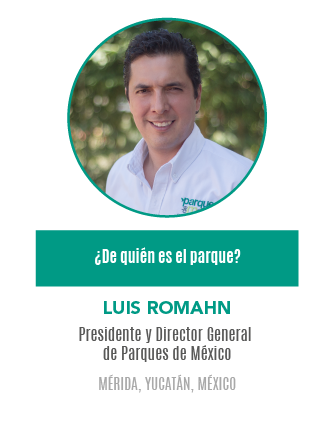 parque
¿De quién es el parque?
LUIS ROMAHN
Presidente y Director General
de Parques de México
MÉRIDA, YUCATÁN, MÉXICO